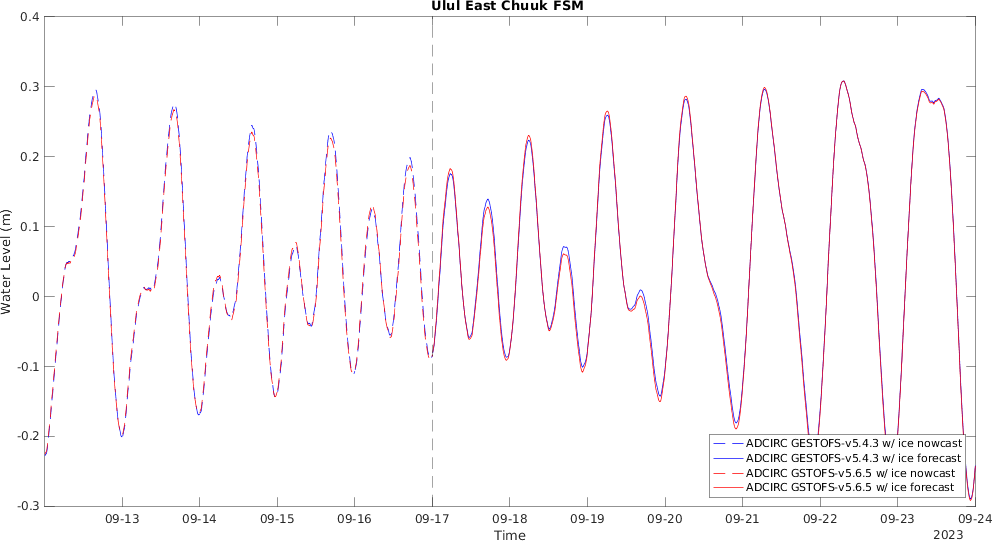 Ulul East Chuuk FSM
0.4
0.3
0.2
0.1
0
-0.1
-0.2
-0.3
Water Level (m)
ADCIRC GESTOFS-v5.4.3 w/ ice nowcast
ADCIRC GESTOFS-v5.4.3 w/ ice forecast
ADCIRC GSTOFS-v5.6.5 w/ ice nowcast
ADCIRC GSTOFS-v5.6.5 w/ ice forecast
09-13 09-14 09-15 09-16 09-17 09-18 09-19 09-20 09-21 09-22 09-23 09-24
Time
2023